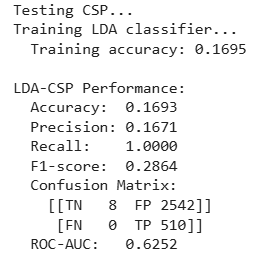 Testing CSP...
Training LDA classifier...
Training accuracy: 0.1695
LDA-CSP Performance:
Accuracy: 0.1693
Precision: 0.1671
Recall: 1.0000
F1-score: 0.2864
Confusion Matrix:
[[TN 8 FP 2542]]
[FN 0 TP 510]]
ROC-AUC: 0.6252